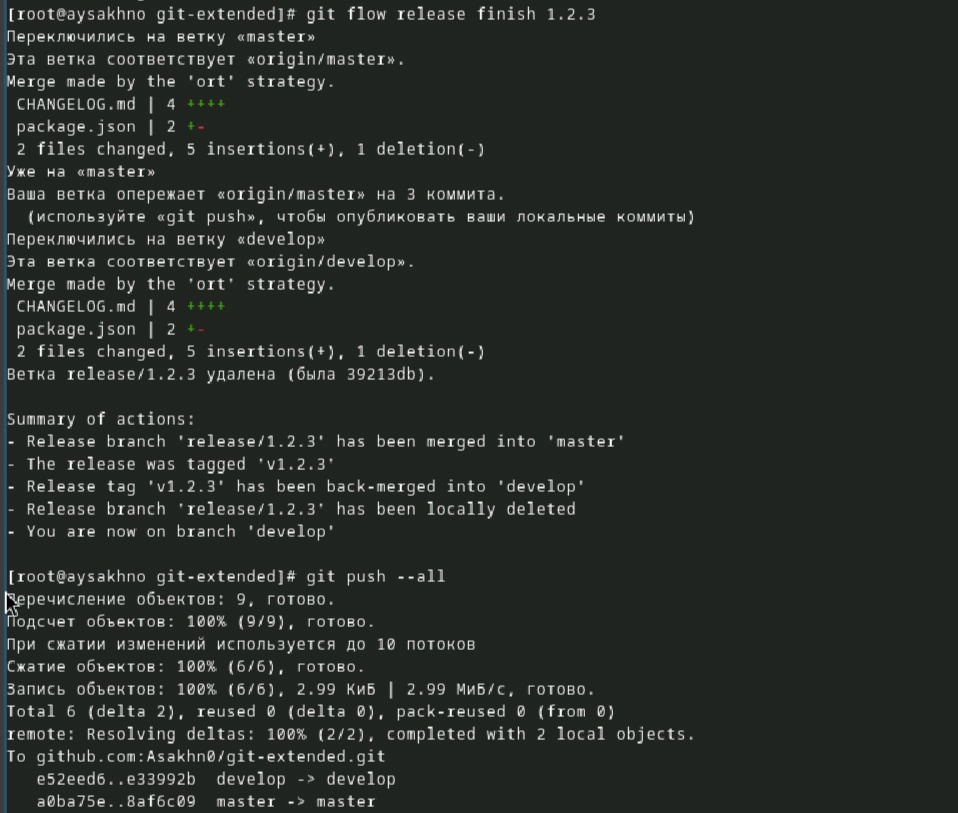 [root@aysakhno git-extended]# git flow release finish 1.2.3
Переключились на ветку «master»
Эта ветка соответствует «origin/master».
Merge made by the 'ort' strategy.
 CHANGELOG.md | 4 ++++
 package.json | 2 +-
 2 files changed, 5 insertions(+), 1 deletion(-)
Уже на «master»
Ваша ветка опережает «origin/master» на 3 коммита.
  (используйте «git push», чтобы опубликовать ваши локальные коммиты)
Переключились на ветку «develop»
Эта ветка соответствует «origin/develop».
Merge made by the 'ort' strategy.
 CHANGELOG.md | 4 ++++
 package.json | 2 +-
 2 files changed, 5 insertions(+), 1 deletion(-)
Ветка release/1.2.3 удалена (была 39213db).

Summary of actions:
- Release branch 'release/1.2.3' has been merged into 'master'
- The release was tagged 'v1.2.3'
- Release tag 'v1.2.3' has been back-merged into 'develop'
- Release branch 'release/1.2.3' has been locally deleted
- You are now on branch 'develop'

[root@aysakhno git-extended]# git push --all
Перечисление объектов: 9, готово.
Подсчет объектов: 100% (9/9), готово.
При сжатии изменений используется до 10 потоков
Сжатие объектов: 100% (6/6), готово.
Запись объектов: 100% (6/6), 2.99 КиБ | 2.99 МиБ/с, готово.
Total 6 (delta 2), reused 0 (delta 0), pack-reused 0 (from 0)
remote: Resolving deltas: 100% (2/2), completed with 2 local objects.
To github.com:Asakhn0/git-extended.git
   e52eed6..e33992b  develop -> develop
   a0ba75e..8af6c09  master -> master